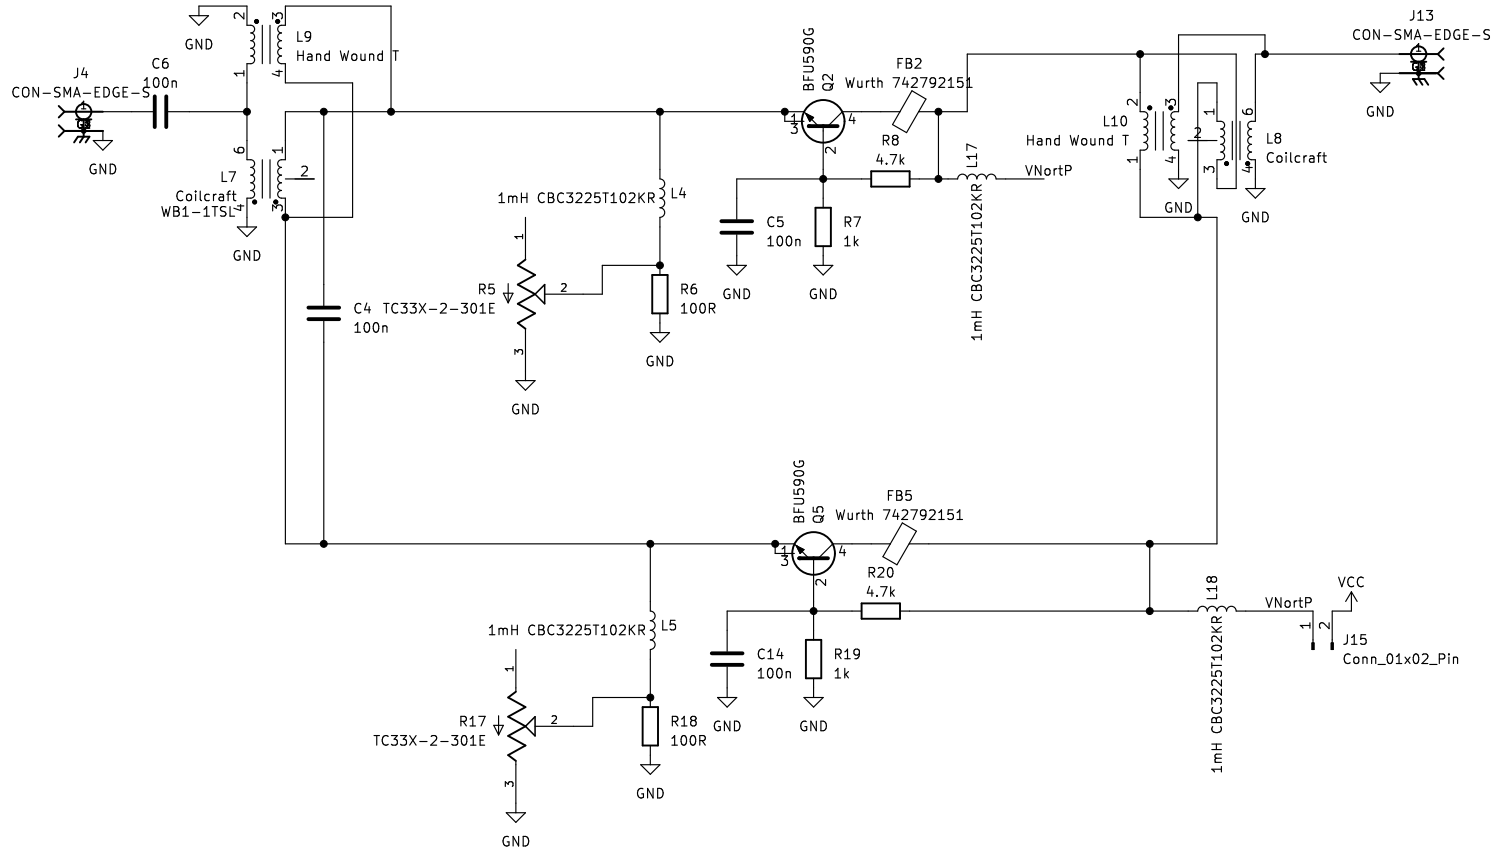 J13
CON-SMA-EDGE-S
1
GND
2
3
GND
L9
Hand Wound T
1
4
C6
100n
J4
CON-SMA-EDGE-S
1
GND
6
1
2
L7
Coilcraft
WB1-1TSL
4
3
GND
BFU590G
Q2
FB2
Wurth 742792151
1
3
4
2
R8
4.7k
L17
1mH CBC3225T102KR
VNortP
2
3
L10
Hand Wound T
1
4
GND
1
6
2
L8
Coilcraft
3
4
GND
1mH CBC3225T102KR
L4
C5
100n
GND
R7
1k
GND
1
R5
TC33X-2-301E
2
3
GND
R6
100R
GND
C4
100n
BFU590G
Q5
FB5
Wurth 742792151
1
3
4
2
R20
4.7k
L18
1mH CBC3225T102KR
VNortP
VCC
1
2
J15
Conn_01x02_Pin
1mH CBC3225T102KR
L5
C14
100n
GND
R19
1k
GND
1
R17
TC33X-2-301E
2
3
GND
R18
100R
GND